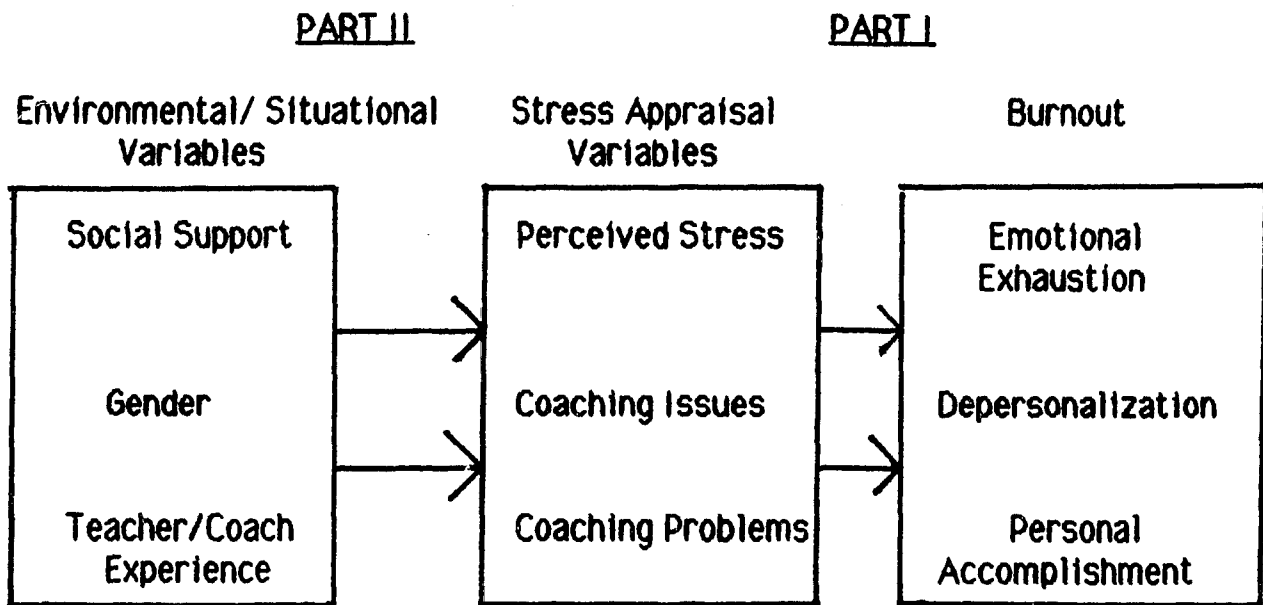 PART II
PART I
Environmental/ Situational
Variables
Stress Appraisal
Variables
Burnout
Social Support
Gender
Teacher/Coach
Experience
Perceived Stress
Coaching Issues
Coaching Problems
Emotional
Exhaustion
Depersonalization
Personal
Accomplishment